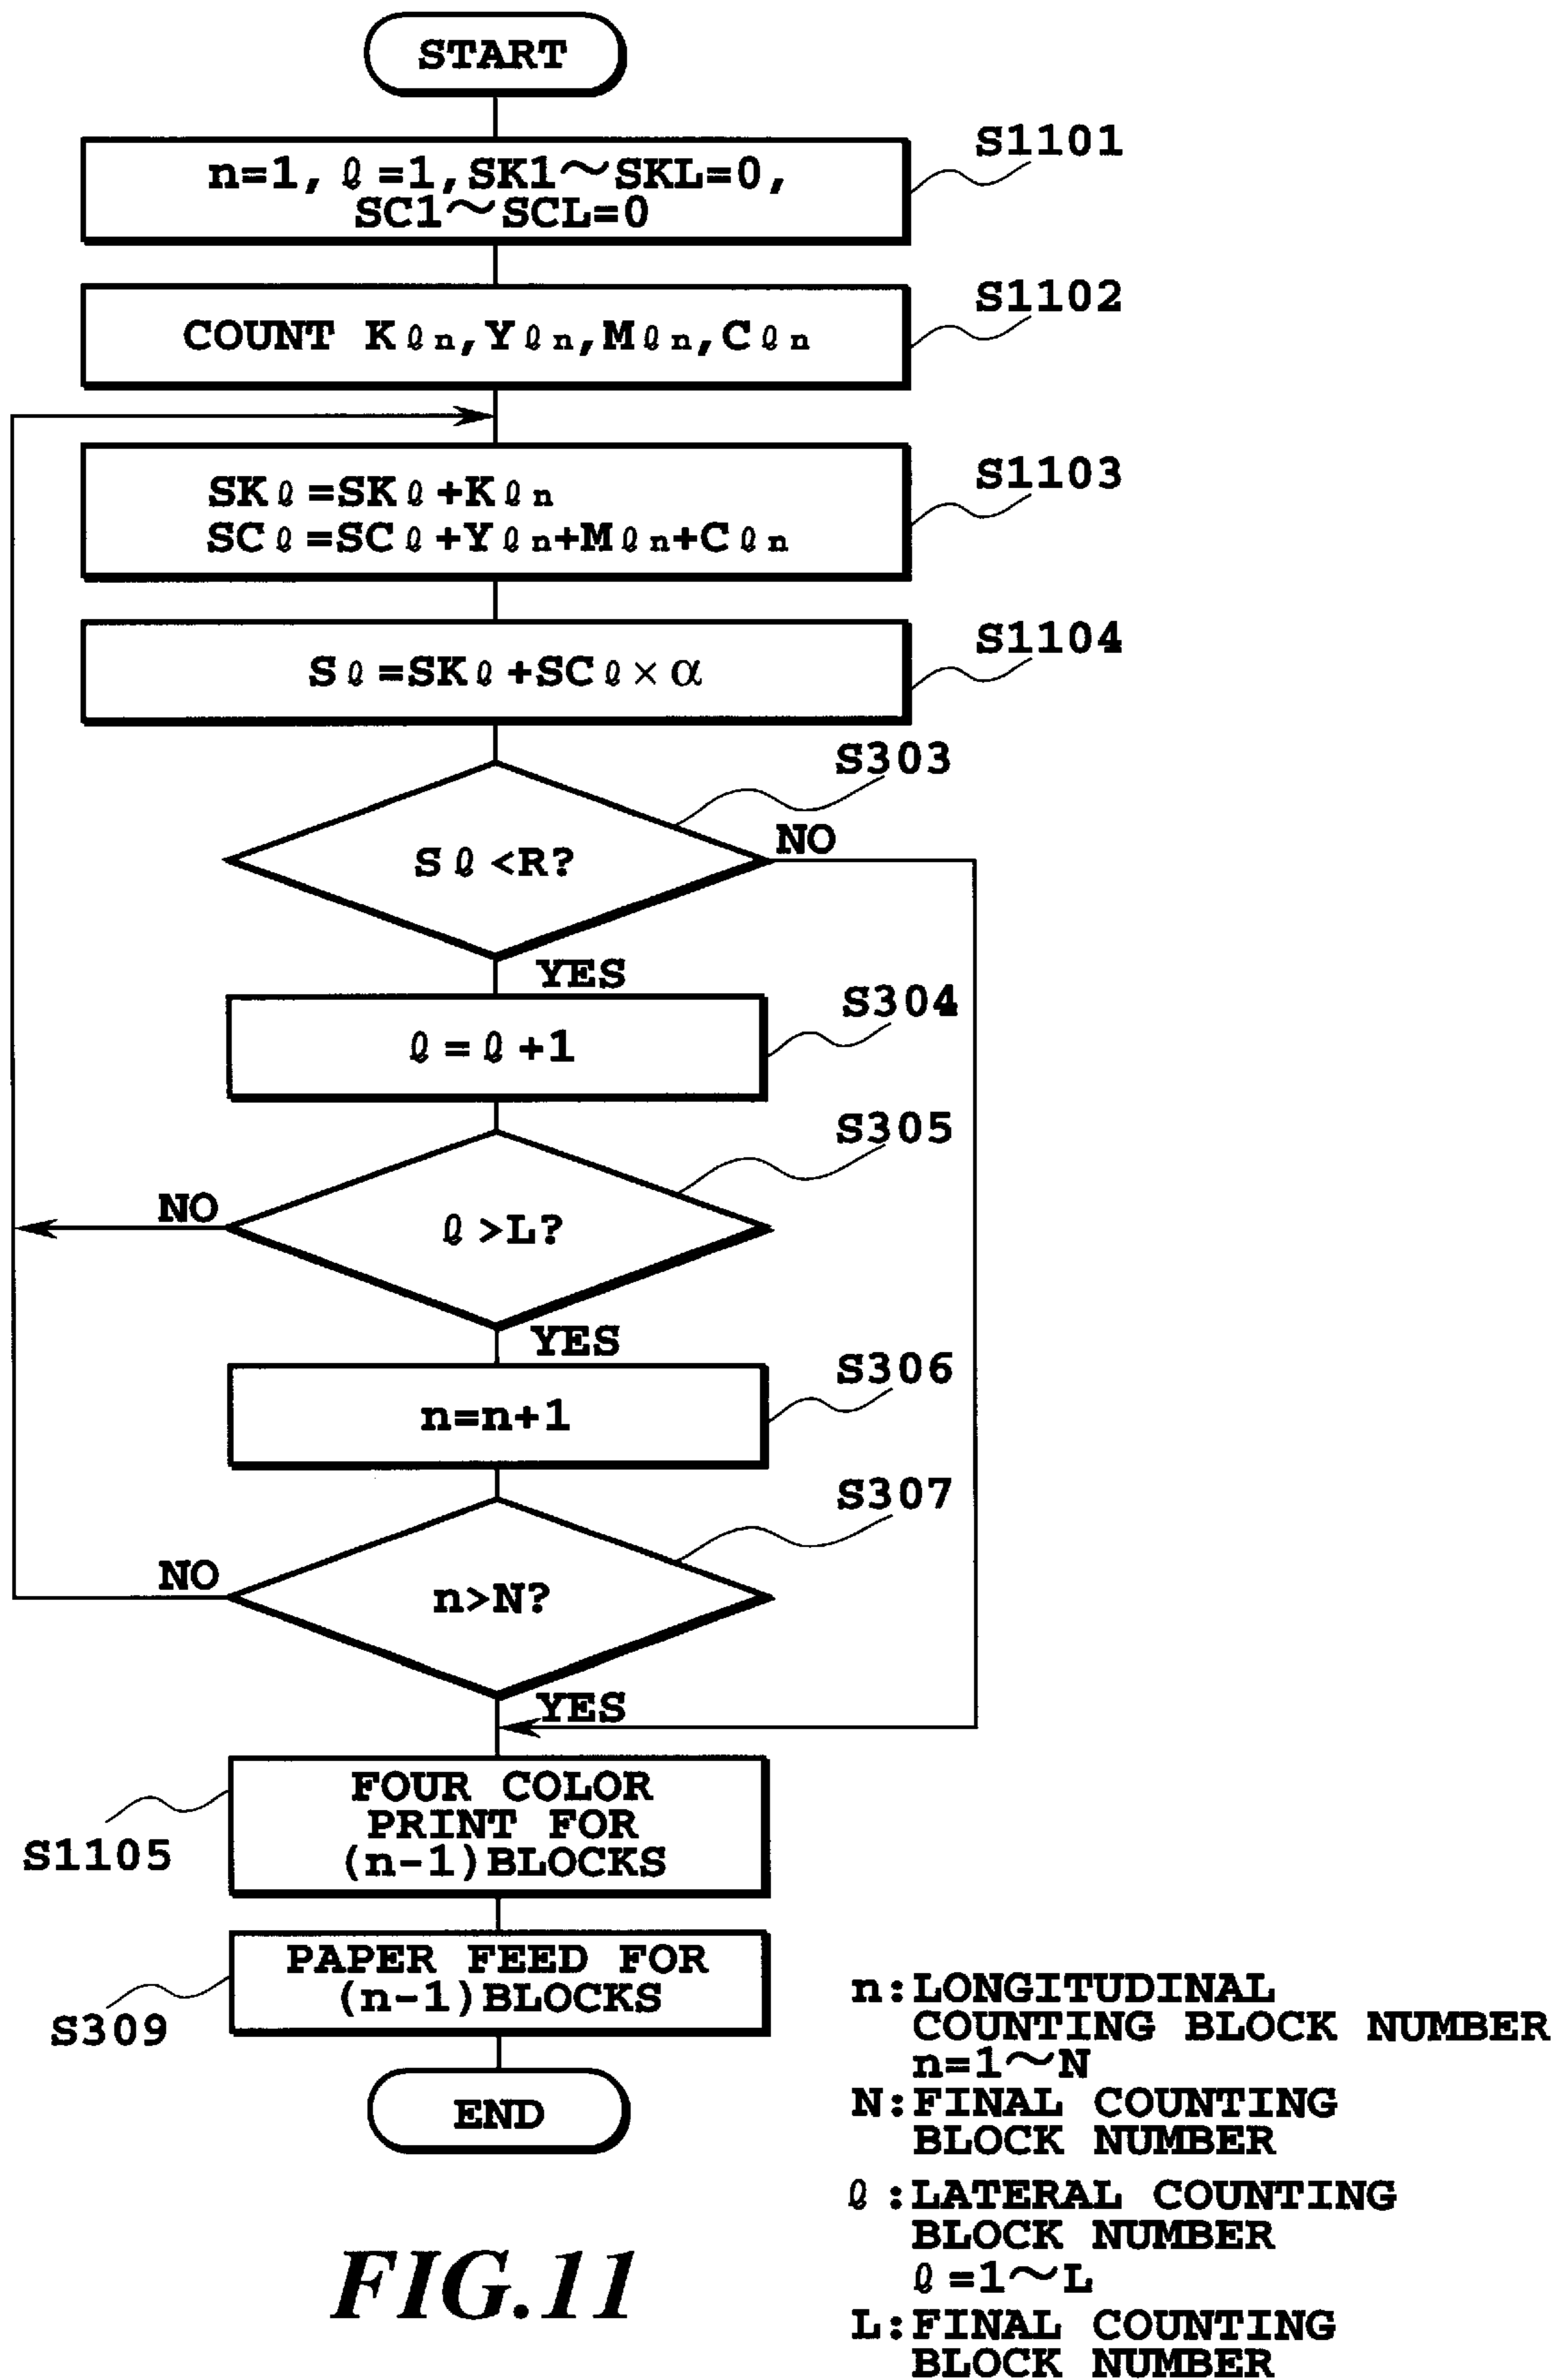 START
S1101
n=1, ℓ=1, SK1～SKL=0,
SC1～SCL=0
S1102
COUNT Kℓn, Yℓn, Mℓn, Cℓn
S1103
SKℓ=SKℓ+Kℓn
SCℓ=SCℓ+Yℓn+Mℓn+Cℓn
S1104
Sℓ=SKℓ+SCℓ×α
S303
Sℓ<R?
NO
YES
S304
ℓ=ℓ+1
S305
NO
ℓ>L?
YES
S306
n=n+1
S307
NO
n>N?
YES
FOUR COLOR
PRINT FOR
(n-1)BLOCKS
S1105
PAPER FEED FOR
(n-1)BLOCKS
S309
END
n:LONGITUDINAL
COUNTING BLOCK NUMBER
n=1～N
N:FINAL COUNTING
BLOCK NUMBER
ℓ:LATERAL COUNTING
BLOCK NUMBER
ℓ=1～L
L:FINAL COUNTING
BLOCK NUMBER
FIG.11